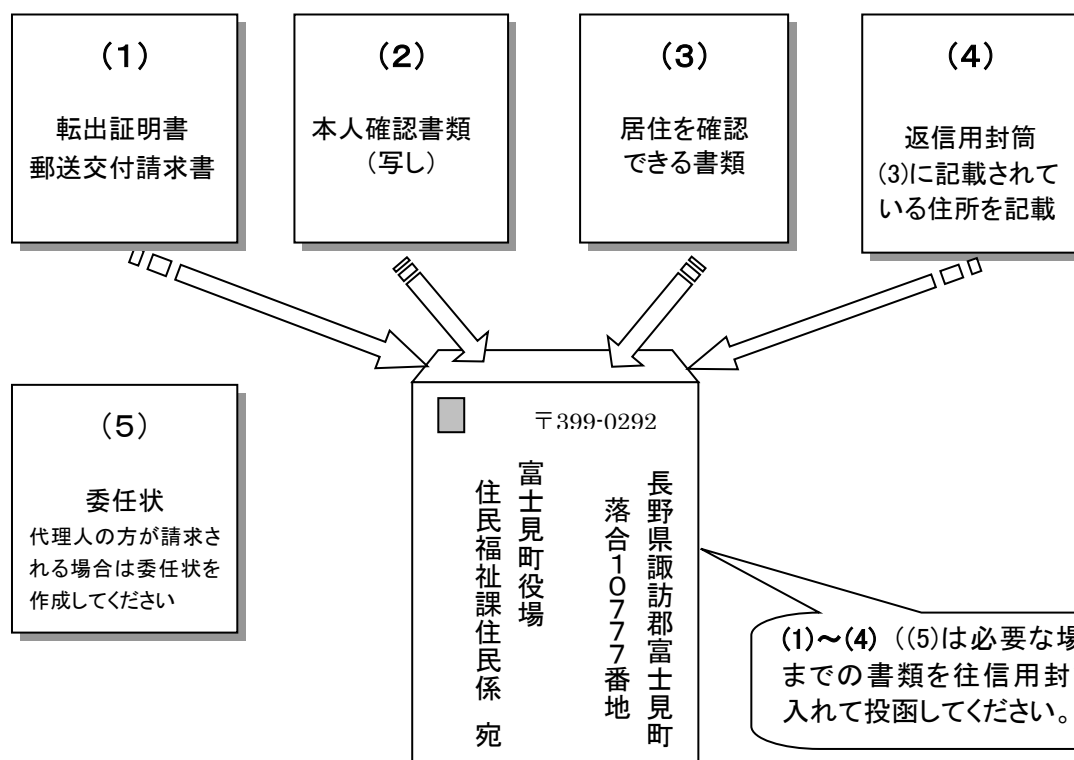 (1)
転出証明書
郵送交付請求書
(2)
本人確認書類
（写し）
(3)
居住を確認
できる書類
(4)
返信用封筒
(3)に記載されて
いる住所を記載
(5)
委任状
代理人の方が請求さ
れる場合は委任状を
作成してください
〒399-0292
長野県諏訪郡富士見町
落合10777番地
富士見町役場
住民福祉課住民係 宛
(1)～(4) ((5)は必要な場
までの書類を往信用封
入れて投函してください。